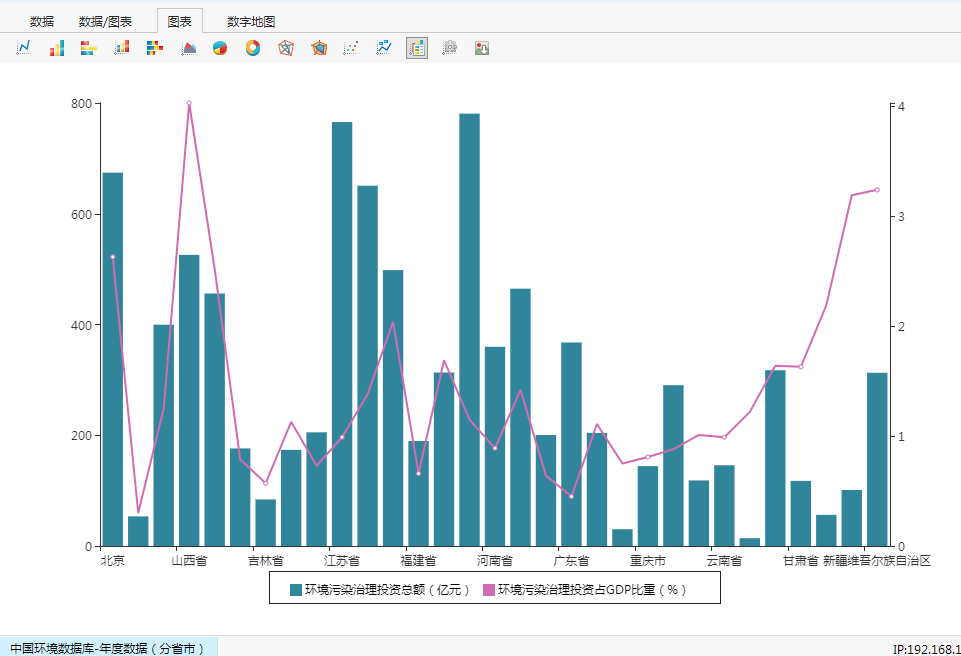 数据 数据/图表 图表 数字地图
800 4
600 3
400 2
200 1
0 0
北京 山西省 吉林省 江苏省 福建省 河南省 广东省 重庆市 云南省 甘肃省 新疆维吾尔族自治区
环境污染治理投资总额（亿元） 环境污染治理投资占GDP比重（%）
中国环境数据库-年度数据（分省市） IP:192.168.1